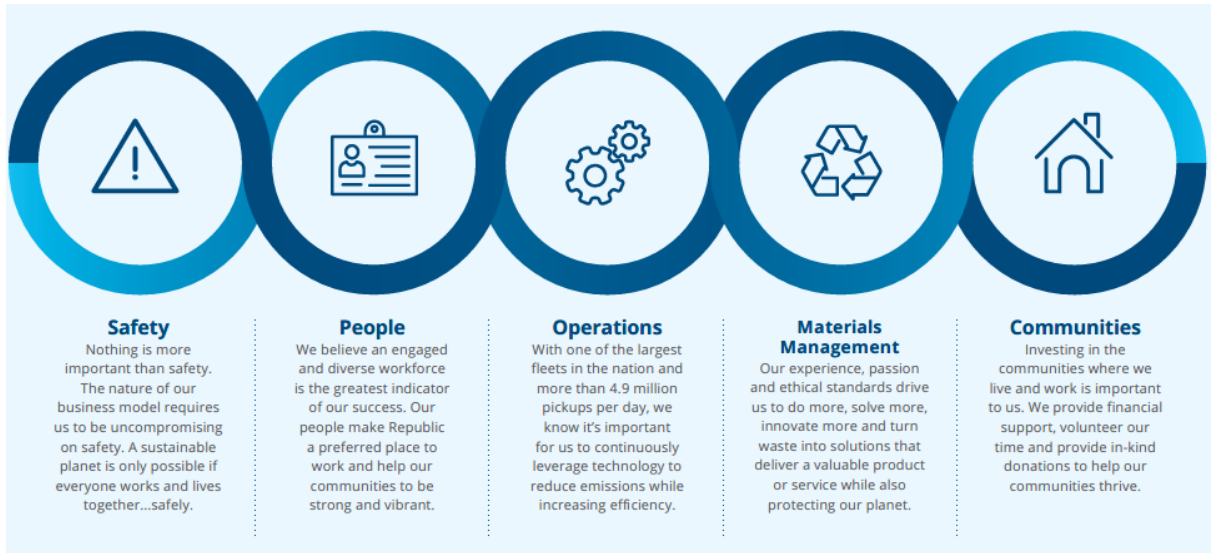 Safety
Nothing is more
important than safety.
The nature of our
business model requires
us to be uncompromising
on safety. A sustainable
planet is only possible if
everyone works and lives
together...safely.
People
We believe an engaged
and diverse workforce
is the greatest indicator
of our success. Our
people make Republic
a preferred place to
work and help our
communities to be
strong and vibrant.
Operations
With one of the largest
fleets in the nation and
more than 4.9 million
pickups per day, we
know it's important
for us to continuously
leverage technology to
reduce emissions while
increasing efficiency.
Materials
Management
Our experience, passion
and ethical standards drive
us to do more, solve more,
innovate more and turn
waste into solutions that
deliver a valuable product
or service while also
protecting our planet.
Communities
Investing in the
communities where we
live and work is important
to us. We provide financial
support, volunteer our
time and provide in-kind
donations to help our
communities thrive.